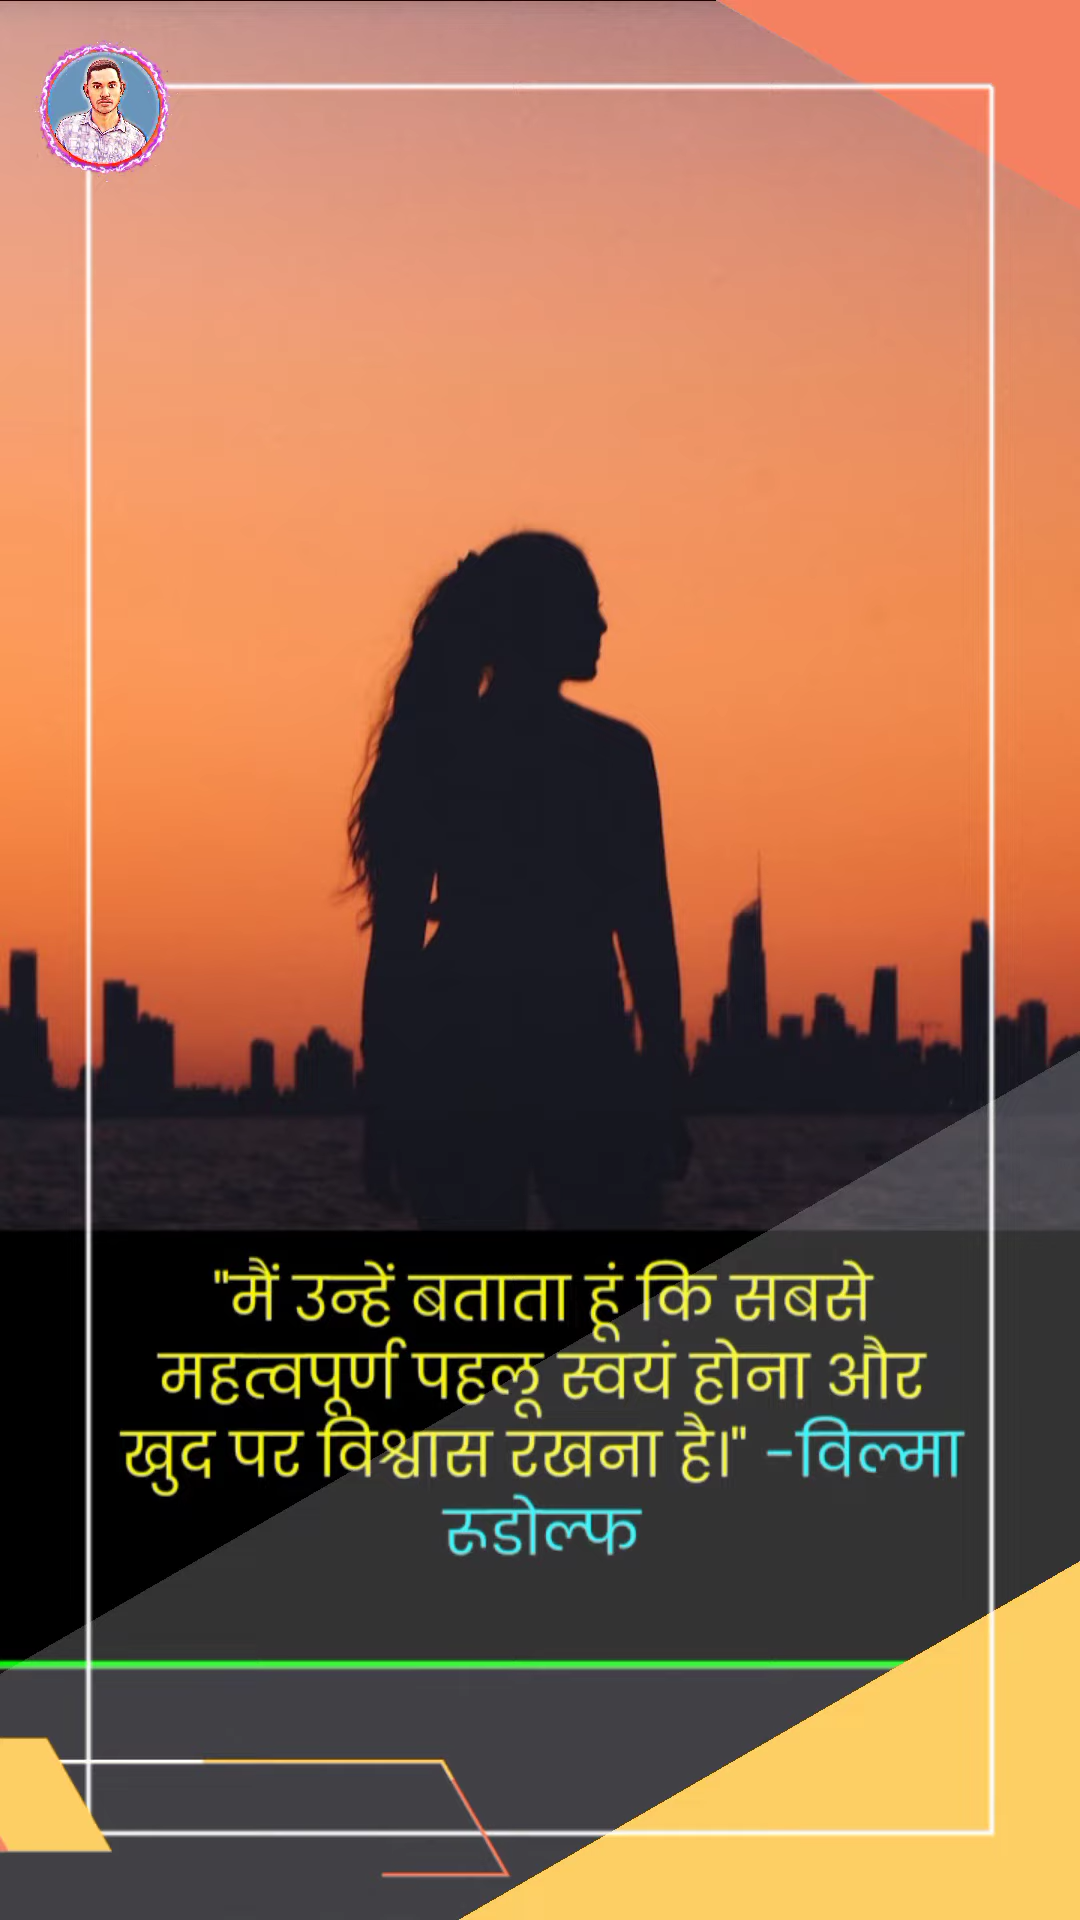 "मैं उन्हें बताता हूं कि सबसे
महत्वपूर्ण पहलू स्वयं होना और
खुद पर विश्वास रखना है।" -विल्मा
रूडोल्फ